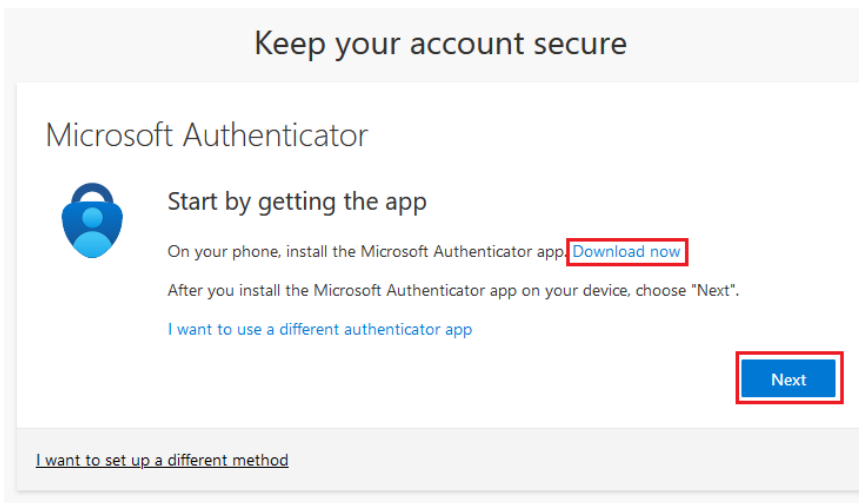 Keep your account secure
Microsoft Authenticator
Start by getting the app
On your phone, install the Microsoft Authenticator app. Download now
After you install the Microsoft Authenticator app on your device, choose "Next".
I want to use a different authenticator app
Next
I want to set up a different method